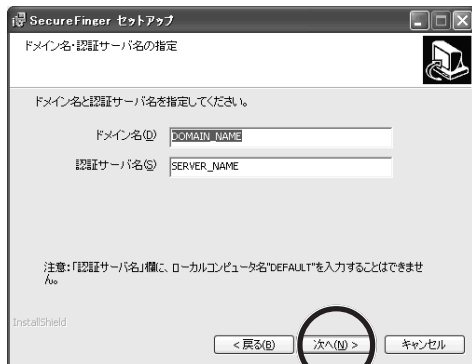 SecureFinger セットアップ
ドメイン名・認証サーバ名の指定
ドメイン名と認証サーバ名を指定してください。
ドメイン名(D) DOMAIN_NAME
認証サーバ名(S) SERVER_NAME
注意:「認証サーバ名」欄に、ローカルコンピュータ名"DEFAULT"を入力することはできませ
ん。
InstallShield
< 戻る(B) 次へ(N) > キャンセル